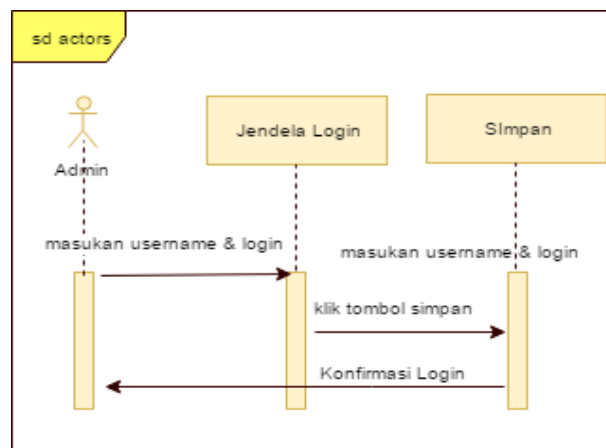 sd actors
Jendela Login
SImpan
Admin
masukan username & login
masukan username & login
klik tombol simpan
Konfirmasi Login